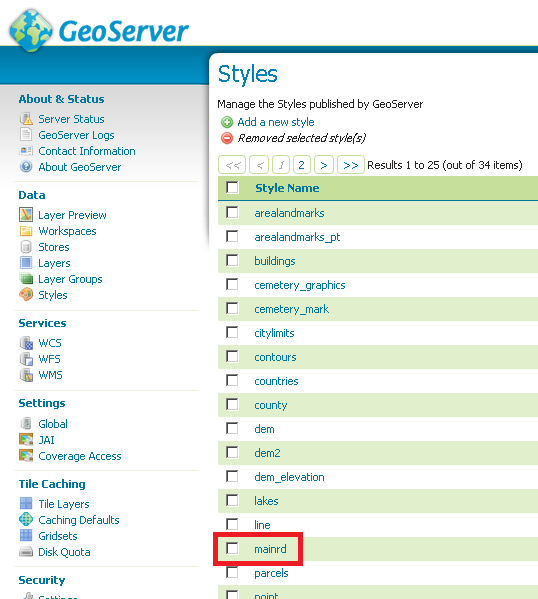 GeoServer
About & Status
Server Status
GeoServer Logs
Contact Information
About GeoServer
Data
Layer Preview
Workspaces
Stores
Layers
Layer Groups
Styles
Services
WCS
WFS
WMS
Settings
Global
JAI
Coverage Access
Tile Caching
Tile Layers
Caching Defaults
Gridsets
Disk Quota
Security
Settings
Styles
Manage the Styles published by GeoServer
Add a new style
Removed selected style(s)
<< < 1 2 > >> Results 1 to 25 (out of 34 items)
Style Name
arealandmarks
arealandmarks_pt
buildings
cemetery_graphics
cemetery_mark
citylimits
contours
countries
county
dem
dem2
dem_elevation
lakes
line
mainrd
parcels
point